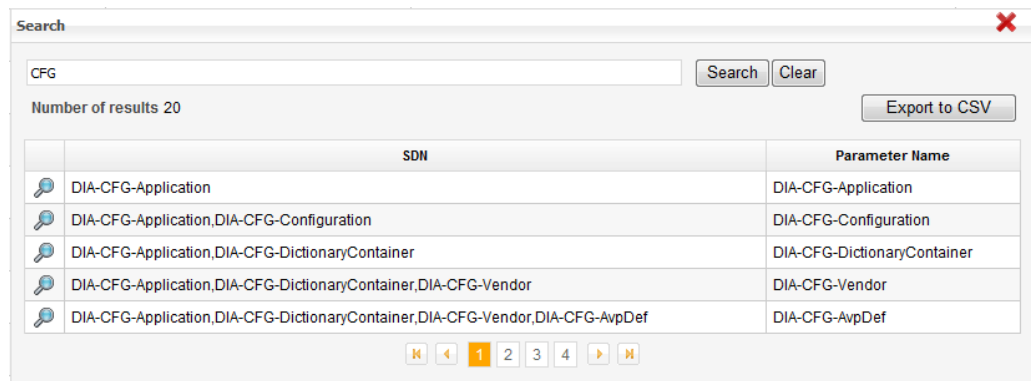 Search
CFG
Search Clear
Number of results 20
Export to CSV
SDN Parameter Name
DIA-CFG-Application DIA-CFG-Application
DIA-CFG-Application,DIA-CFG-Configuration DIA-CFG-Configuration
DIA-CFG-Application,DIA-CFG-DictionaryContainer DIA-CFG-DictionaryContainer
DIA-CFG-Application,DIA-CFG-DictionaryContainer,DIA-CFG-Vendor DIA-CFG-Vendor
DIA-CFG-Application,DIA-CFG-DictionaryContainer,DIA-CFG-Vendor,DIA-CFG-AvpDef DIA-CFG-AvpDef
1 2 3 4